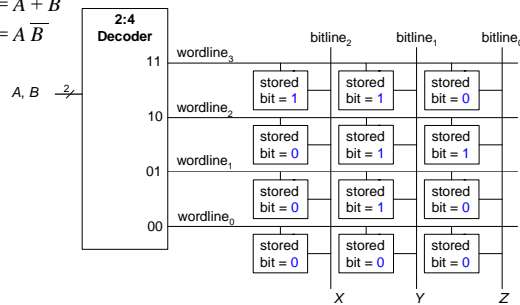 = A + B
= A B̅
2:4
Decoder
A, B
2
11
10
01
00
wordline3
wordline2
wordline1
wordline0
bitline2 bitline1 bitline0
stored bit = 1 stored bit = 1 stored bit = 0
stored bit = 0 stored bit = 1 stored bit = 1
stored bit = 0 stored bit = 1 stored bit = 0
stored bit = 0 stored bit = 0 stored bit = 0
X Y Z